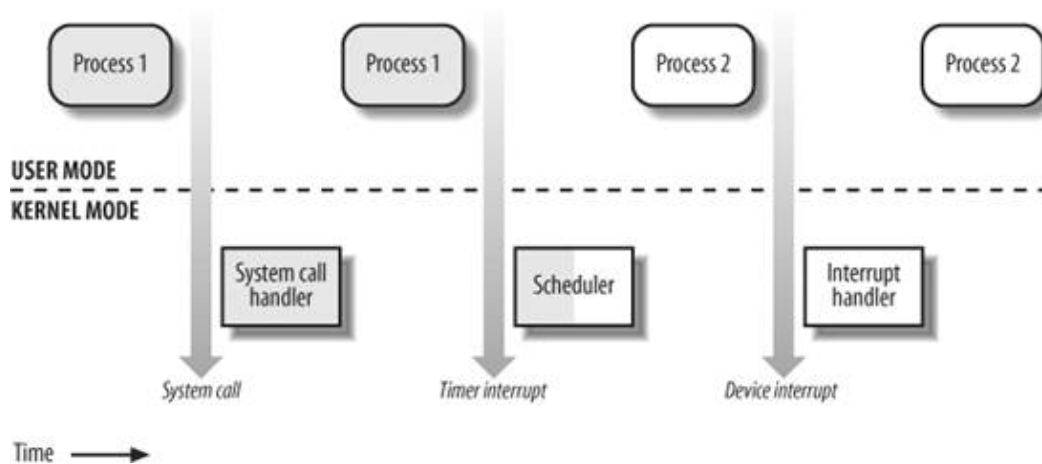 Process 1
Process 1
Process 2
Process 2
USER MODE
KERNEL MODE
System call
handler
Scheduler
Interrupt
handler
System call
Timer interrupt
Device interrupt
Time